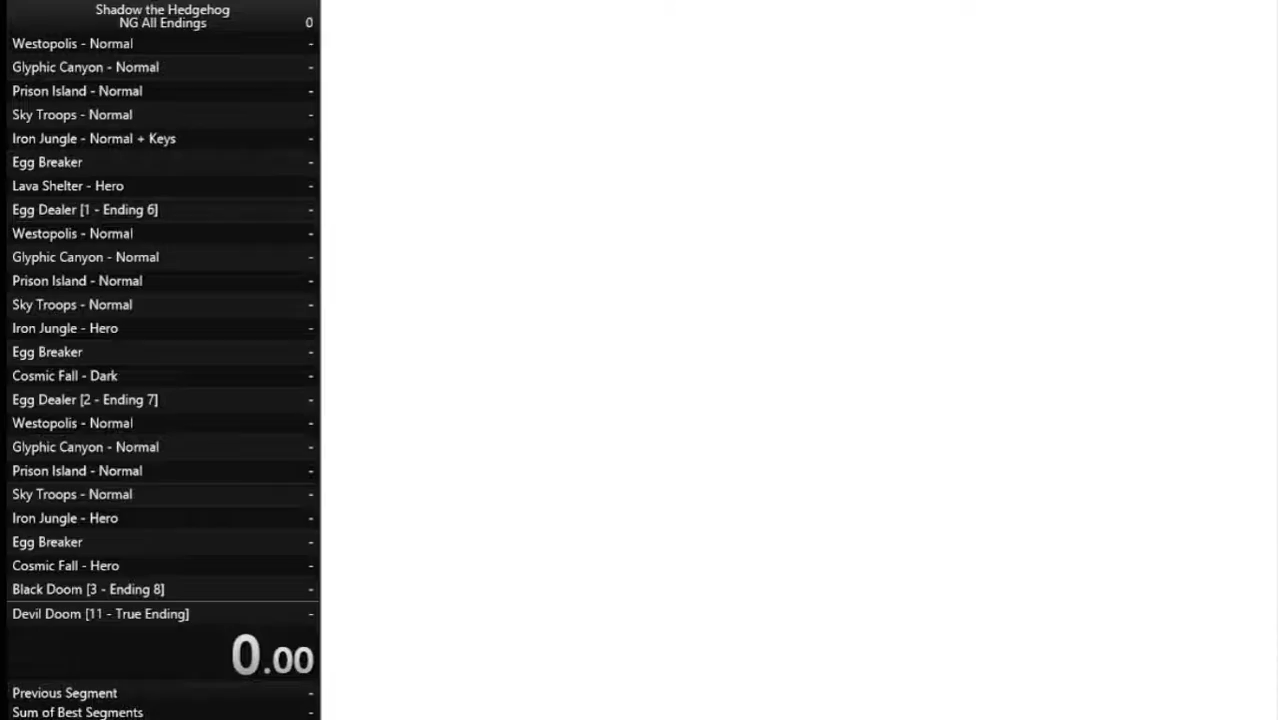 Shadow the Hedgehog
NG All Endings 0
Westopolis - Normal -
Glyphic Canyon - Normal -
Prison Island - Normal -
Sky Troops - Normal -
Iron Jungle - Normal + Keys -
Egg Breaker -
Lava Shelter - Hero -
Egg Dealer [1 - Ending 6] -
Westopolis - Normal -
Glyphic Canyon - Normal -
Prison Island - Normal -
Sky Troops - Normal -
Iron Jungle - Hero -
Egg Breaker -
Cosmic Fall - Dark -
Egg Dealer [2 - Ending 7] -
Westopolis - Normal -
Glyphic Canyon - Normal -
Prison Island - Normal -
Sky Troops - Normal -
Iron Jungle - Hero -
Egg Breaker -
Cosmic Fall - Hero -
Black Doom [3 - Ending 8] -
Devil Doom [11 - True Ending] -
0.00
Previous Segment -
Sum of Best Segments -